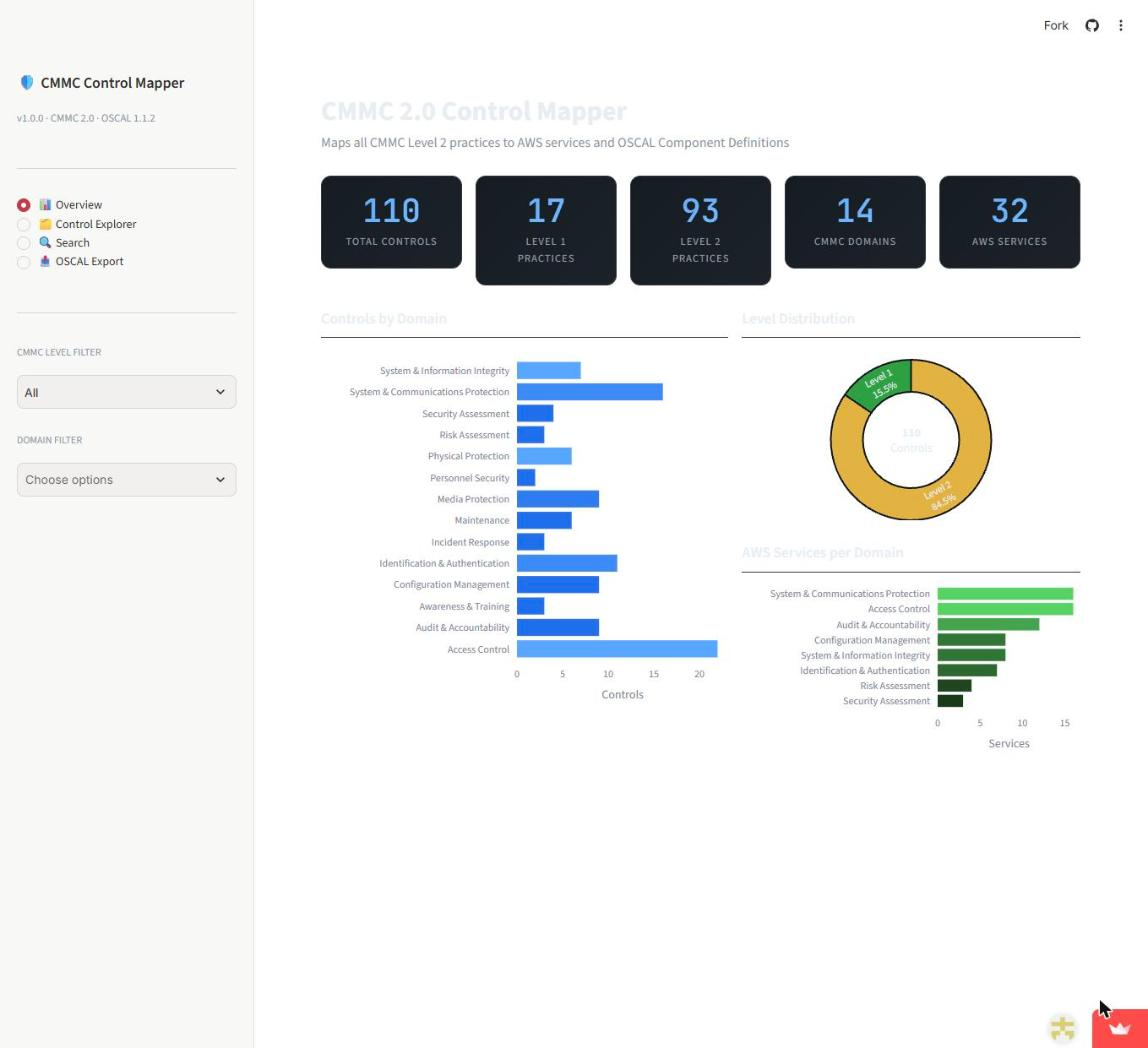 Fork
CMMC Control Mapper
v1.0.0 · CMMC 2.0 · OSCAL 1.1.2
Overview
Control Explorer
Search
OSCAL Export
CMMC LEVEL FILTER
All
DOMAIN FILTER
Choose options
CMMC 2.0 Control Mapper
Maps all CMMC Level 2 practices to AWS services and OSCAL Component Definitions
110
TOTAL CONTROLS
17
LEVEL 1
PRACTICES
93
LEVEL 2
PRACTICES
14
CMMC DOMAINS
32
AWS SERVICES
Controls by Domain
System & Information Integrity
System & Communications Protection
Security Assessment
Risk Assessment
Physical Protection
Personnel Security
Media Protection
Maintenance
Incident Response
Identification & Authentication
Configuration Management
Awareness & Training
Audit & Accountability
Access Control
0 5 10 15 20
Controls
Level Distribution
Level 1
15.5%
110
Controls
Level 2
84.5%
AWS Services per Domain
System & Communications Protection
Access Control
Audit & Accountability
Configuration Management
System & Information Integrity
Identification & Authentication
Risk Assessment
Security Assessment
0 5 10 15
Services